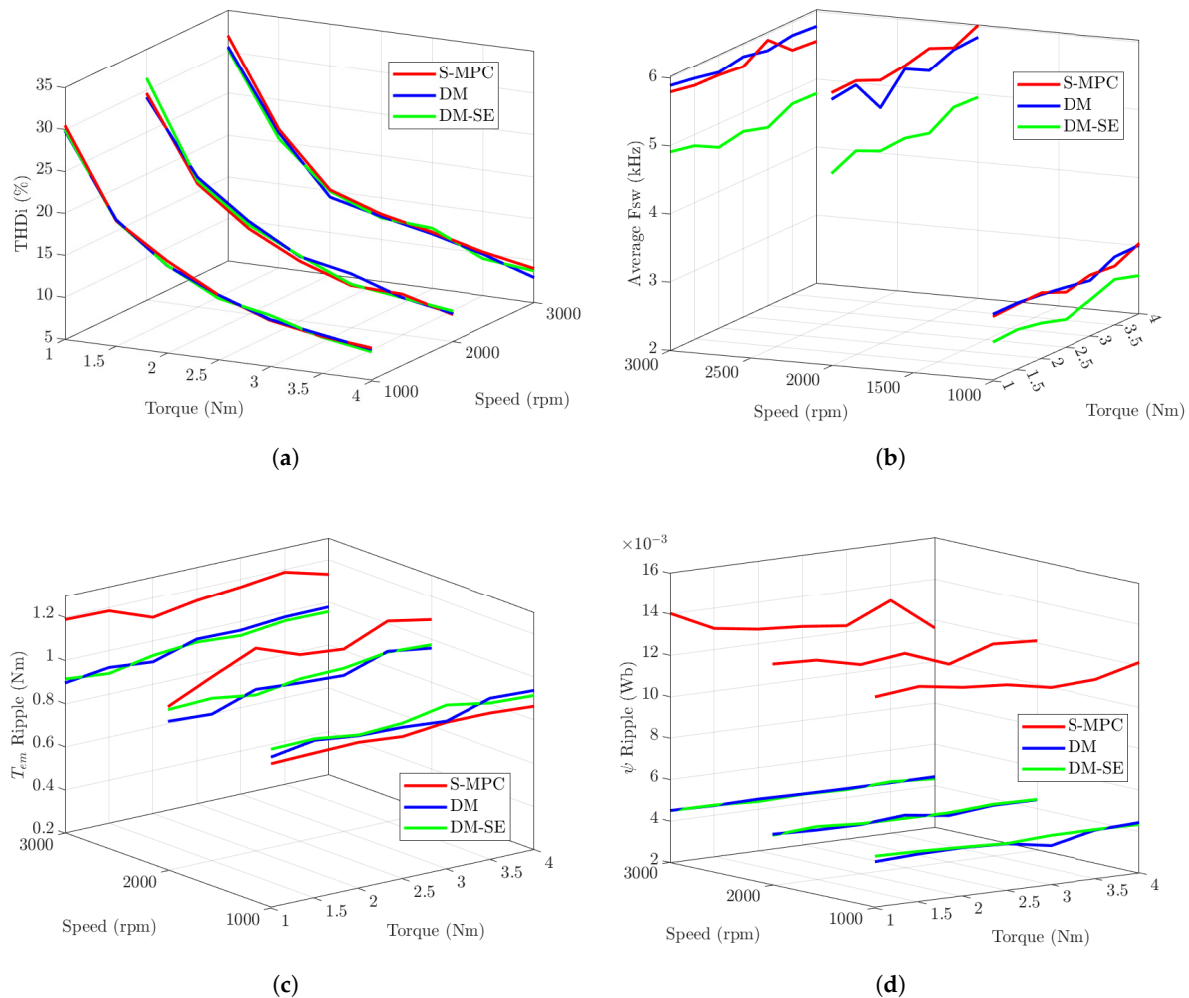 35
30
25
20
15
10
5
THDi (%)
1
1.5
2
2.5
3
3.5
4
Torque (Nm)
1000
2000
3000
Speed (rpm)
S-MPC
DM
DM-SE
(a)
6
5
4
3
2
Average Fsw (kHz)
3000
2500
2000
1500
1000
Speed (rpm)
1
1.5
2
2.5
3
3.5
4
Torque (Nm)
S-MPC
DM
DM-SE
(b)
1.2
1
0.8
0.6
0.4
0.2
Tem Ripple (Nm)
3000
2000
1000
Speed (rpm)
1
1.5
2
2.5
3
3.5
4
Torque (Nm)
S-MPC
DM
DM-SE
(c)
×10⁻³
16
14
12
10
8
6
4
2
ψ Ripple (Wb)
3000
2000
1000
Speed (rpm)
1
1.5
2
2.5
3
3.5
4
Torque (Nm)
S-MPC
DM
DM-SE
(d)